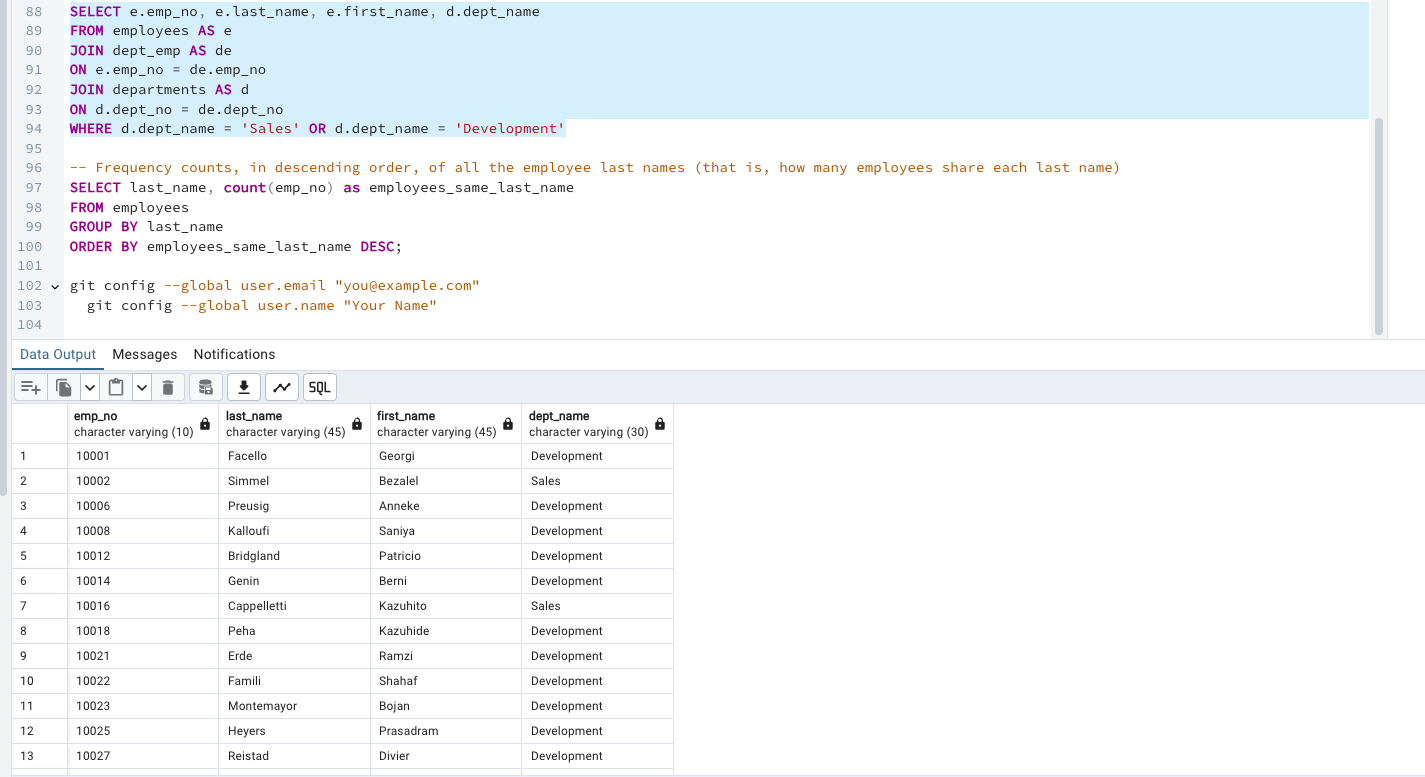 88 SELECT e.emp_no, e.last_name, e.first_name, d.dept_name
89 FROM employees AS e
90 JOIN dept_emp AS de
91 ON e.emp_no = de.emp_no
92 JOIN departments AS d
93 ON d.dept_no = de.dept_no
94 WHERE d.dept_name = 'Sales' OR d.dept_name = 'Development'
95
96 -- Frequency counts, in descending order, of all the employee last names (that is, how many employees share each last name)
97 SELECT last_name, count(emp_no) as employees_same_last_name
98 FROM employees
99 GROUP BY last_name
100 ORDER BY employees_same_last_name DESC;
101
102 git config --global user.email "you@example.com"
103   git config --global user.name "Your Name"
104
Data Output Messages Notifications
SQL
emp_no last_name first_name dept_name
character varying (10) character varying (45) character varying (45) character varying (30)
1 10001 Facello Georgi Development
2 10002 Simmel Bezalel Sales
3 10006 Preusig Anneke Development
4 10008 Kalloufi Saniya Development
5 10012 Bridgland Patricio Development
6 10014 Genin Berni Development
7 10016 Cappelletti Kazuhito Sales
8 10018 Peha Kazuhide Development
9 10021 Erde Ramzi Development
10 10022 Famili Shahaf Development
11 10023 Montemayor Bojan Development
12 10025 Heyers Prasadram Development
13 10027 Reistad Divier Development